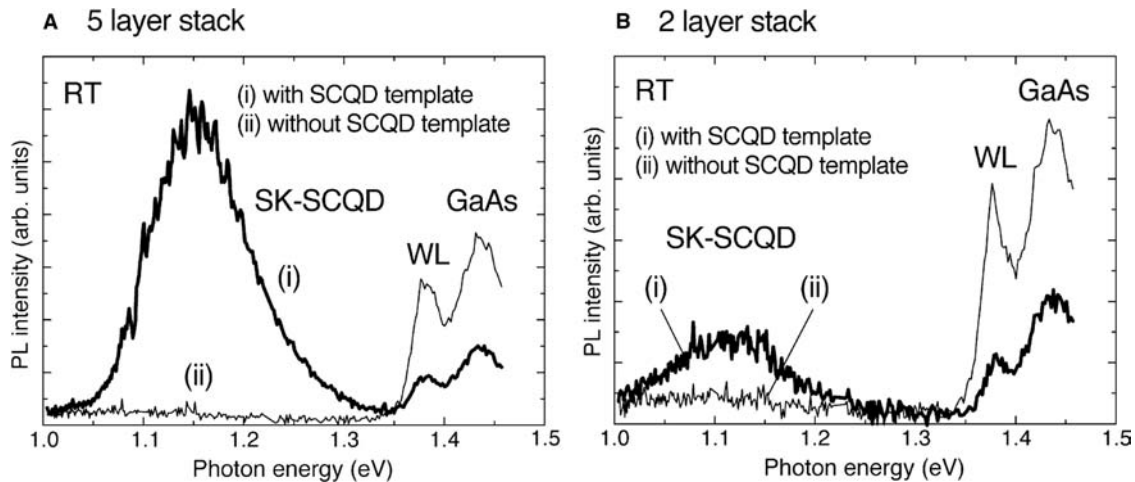 A 5 layer stack
RT
(i) with SCQD template
(ii) without SCQD template
SK-SCQD
GaAs
WL
(i)
(ii)
PL intensity (arb. units)
1.0 1.1 1.2 1.3 1.4 1.5
Photon energy (eV)
B 2 layer stack
RT
GaAs
(i) with SCQD template
(ii) without SCQD template
WL
SK-SCQD
(i) (ii)
PL intensity (arb. units)
1.0 1.1 1.2 1.3 1.4 1.5
Photon energy (eV)